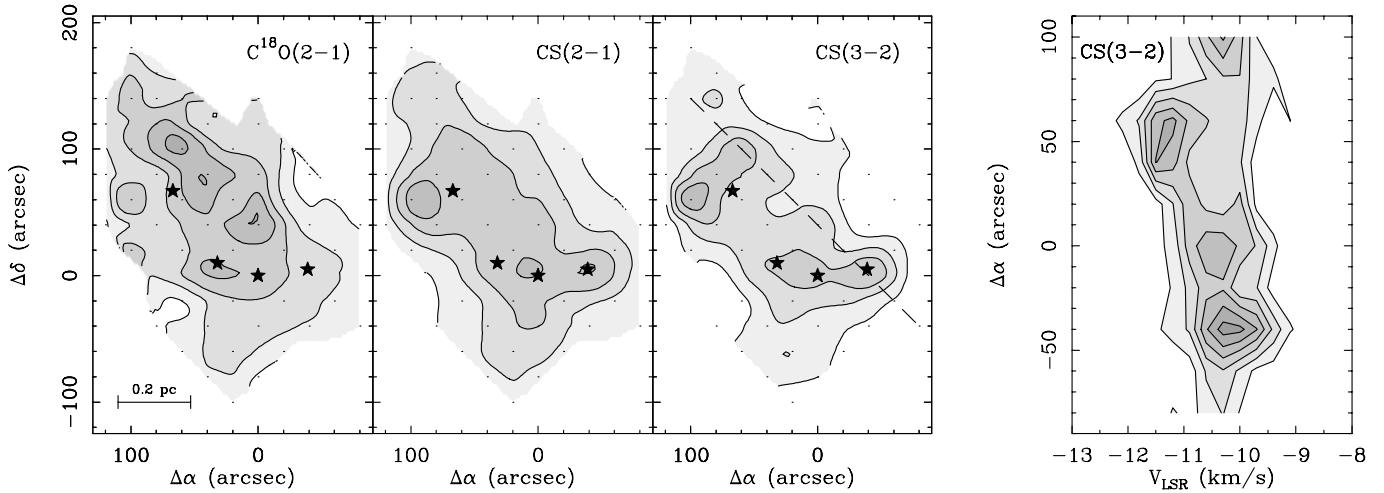 C¹⁸O(2−1)
CS(2−1)
CS(3−2)
CS(3−2)
200
100
0
−100
Δδ (arcsec)
0.2 pc
100 0
100 0
100 0
Δα (arcsec)
Δα (arcsec)
Δα (arcsec)
100
50
0
−50
Δα (arcsec)
−13 −12 −11 −10 −9 −8
V_LSR (km/s)